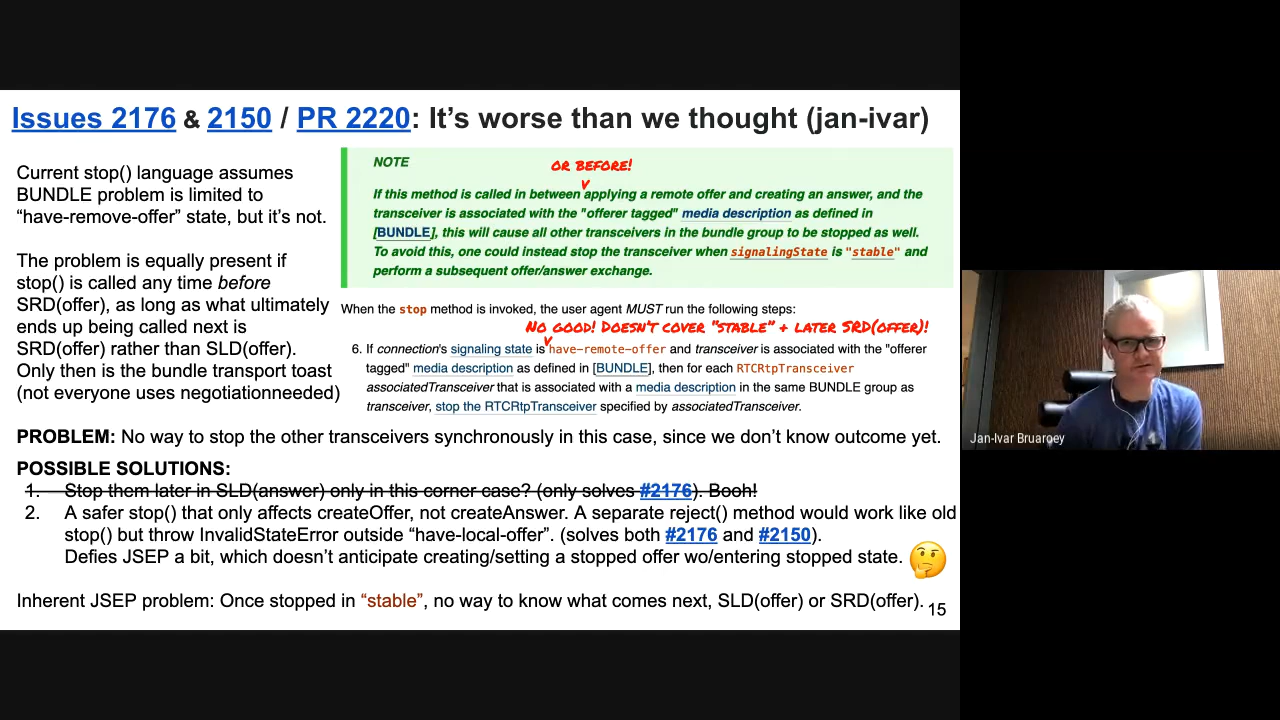 Issues 2176 & 2150 / PR 2220: It's worse than we thought (jan-ivar)
Current stop() language assumes
BUNDLE problem is limited to
“have-remove-offer” state, but it's not.
The problem is equally present if
stop() is called any time before
SRD(offer), as long as what ultimately
ends up being called next is
SRD(offer) rather than SLD(offer).
Only then is the bundle transport toast
(not everyone uses negotiationneeded)
NOTE
OR BEFORE!
V
If this method is called in between applying a remote offer and creating an answer, and the
transceiver is associated with the "offerer tagged" media description as defined in
[BUNDLE], this will cause all other transceivers in the bundle group to be stopped as well.
To avoid this, one could instead stop the transceiver when signalingState is "stable" and
perform a subsequent offer/answer exchange.
When the stop method is invoked, the user agent MUST run the following steps:
NO GOOD! DOESN'T COVER "STABLE" + LATER SRD(OFFER)!
V
6. If connection's signaling state is have-remote-offer and transceiver is associated with the "offerer
tagged" media description as defined in [BUNDLE], then for each RTCRtpTransceiver
associatedTransceiver that is associated with a media description in the same BUNDLE group as
transceiver, stop the RTCRtpTransceiver specified by associatedTransceiver.
PROBLEM: No way to stop the other transceivers synchronously in this case, since we don't know outcome yet.
POSSIBLE SOLUTIONS:
1. Stop them later in SLD(answer) only in this corner case? (only solves #2176). Booh!
2. A safer stop() that only affects createOffer, not createAnswer. A separate reject() method would work like old
stop() but throw InvalidStateError outside “have-local-offer”. (solves both #2176 and #2150).
Defies JSEP a bit, which doesn't anticipate creating/setting a stopped offer wo/entering stopped state.
Inherent JSEP problem: Once stopped in “stable”, no way to know what comes next, SLD(offer) or SRD(offer).
15
Jan-Ivar Bruaroey